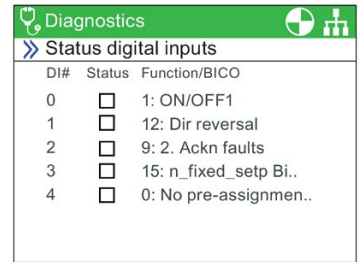 Diagnostics
Status digital inputs
DI# Status Function/BICO
0 1: ON/OFF1
1 12: Dir reversal
2 9: 2. Ackn faults
3 15: n_fixed_setp Bi..
4 0: No pre-assignmen..